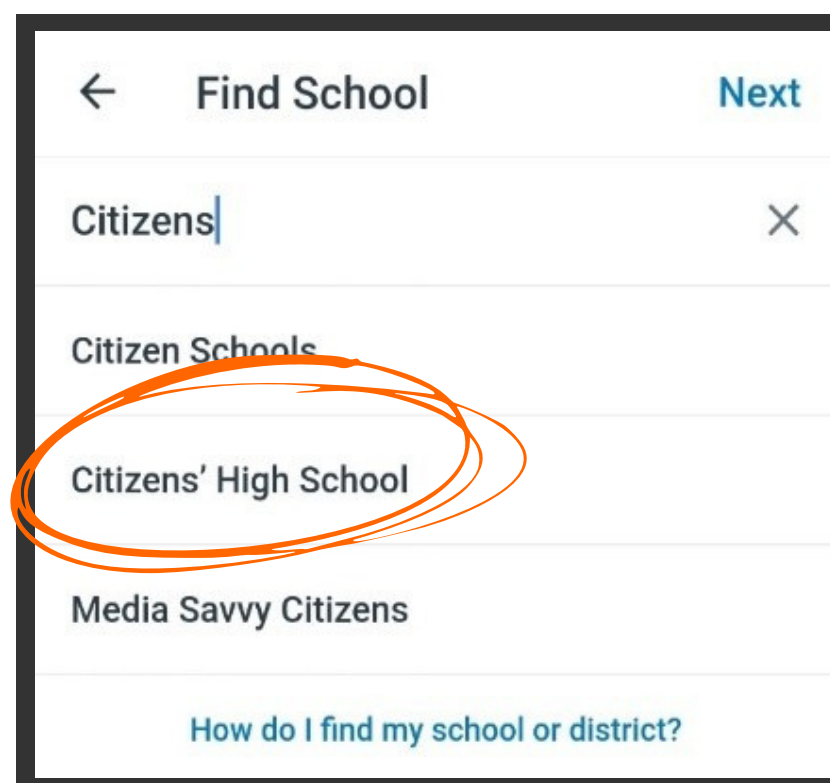 Find School Next
Citizens
Citizen Schools
Citizens’ High School
Media Savvy Citizens
How do I find my school or district?